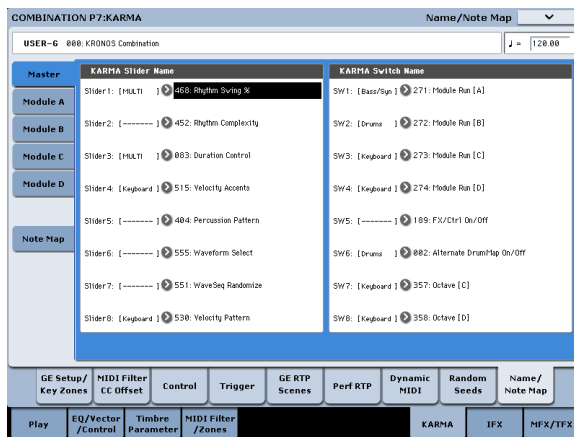 COMBINATION P7:KARMA Name/Note Map
USER-G 000: KRONOS Combination ♩= 120.00
Master
Module A
Module B
Module C
Module D
Note Map
KARMA Slider Name
Slider1: [MULTI ] 468: Rhythm Swing %
Slider2: [-------] 452: Rhythm Complexity
Slider3: [MULTI ] 083: Duration Control
Slider4: [Keyboard ] 515: Velocity Accents
Slider5: [-------] 404: Percussion Pattern
Slider6: [-------] 555: Waveform Select
Slider7: [-------] 551: WaveSeq Randomize
Slider8: [Keyboard ] 530: Velocity Pattern
KARMA Switch Name
SW1: [Bass/Syn ] 271: Module Run [A]
SW2: [Drums ] 272: Module Run [B]
SW3: [Keyboard ] 273: Module Run [C]
SW4: [Keyboard ] 274: Module Run [D]
SW5: [-------] 189: FX/Ctrl On/Off
SW6: [Drums ] 002: Alternate DrumMap On/Off
SW7: [Keyboard ] 357: Octave [C]
SW8: [Keyboard ] 358: Octave [D]
GE Setup/ Key Zones
MIDI Filter CC Offset
Control
Trigger
GE RTP Scenes
Perf RTP
Dynamic MIDI
Random Seeds
Name/ Note Map
Play
EQ/Vector /Control
Timbre Parameter
MIDI Filter /Zones
KARMA
IFX
MFX/TFX